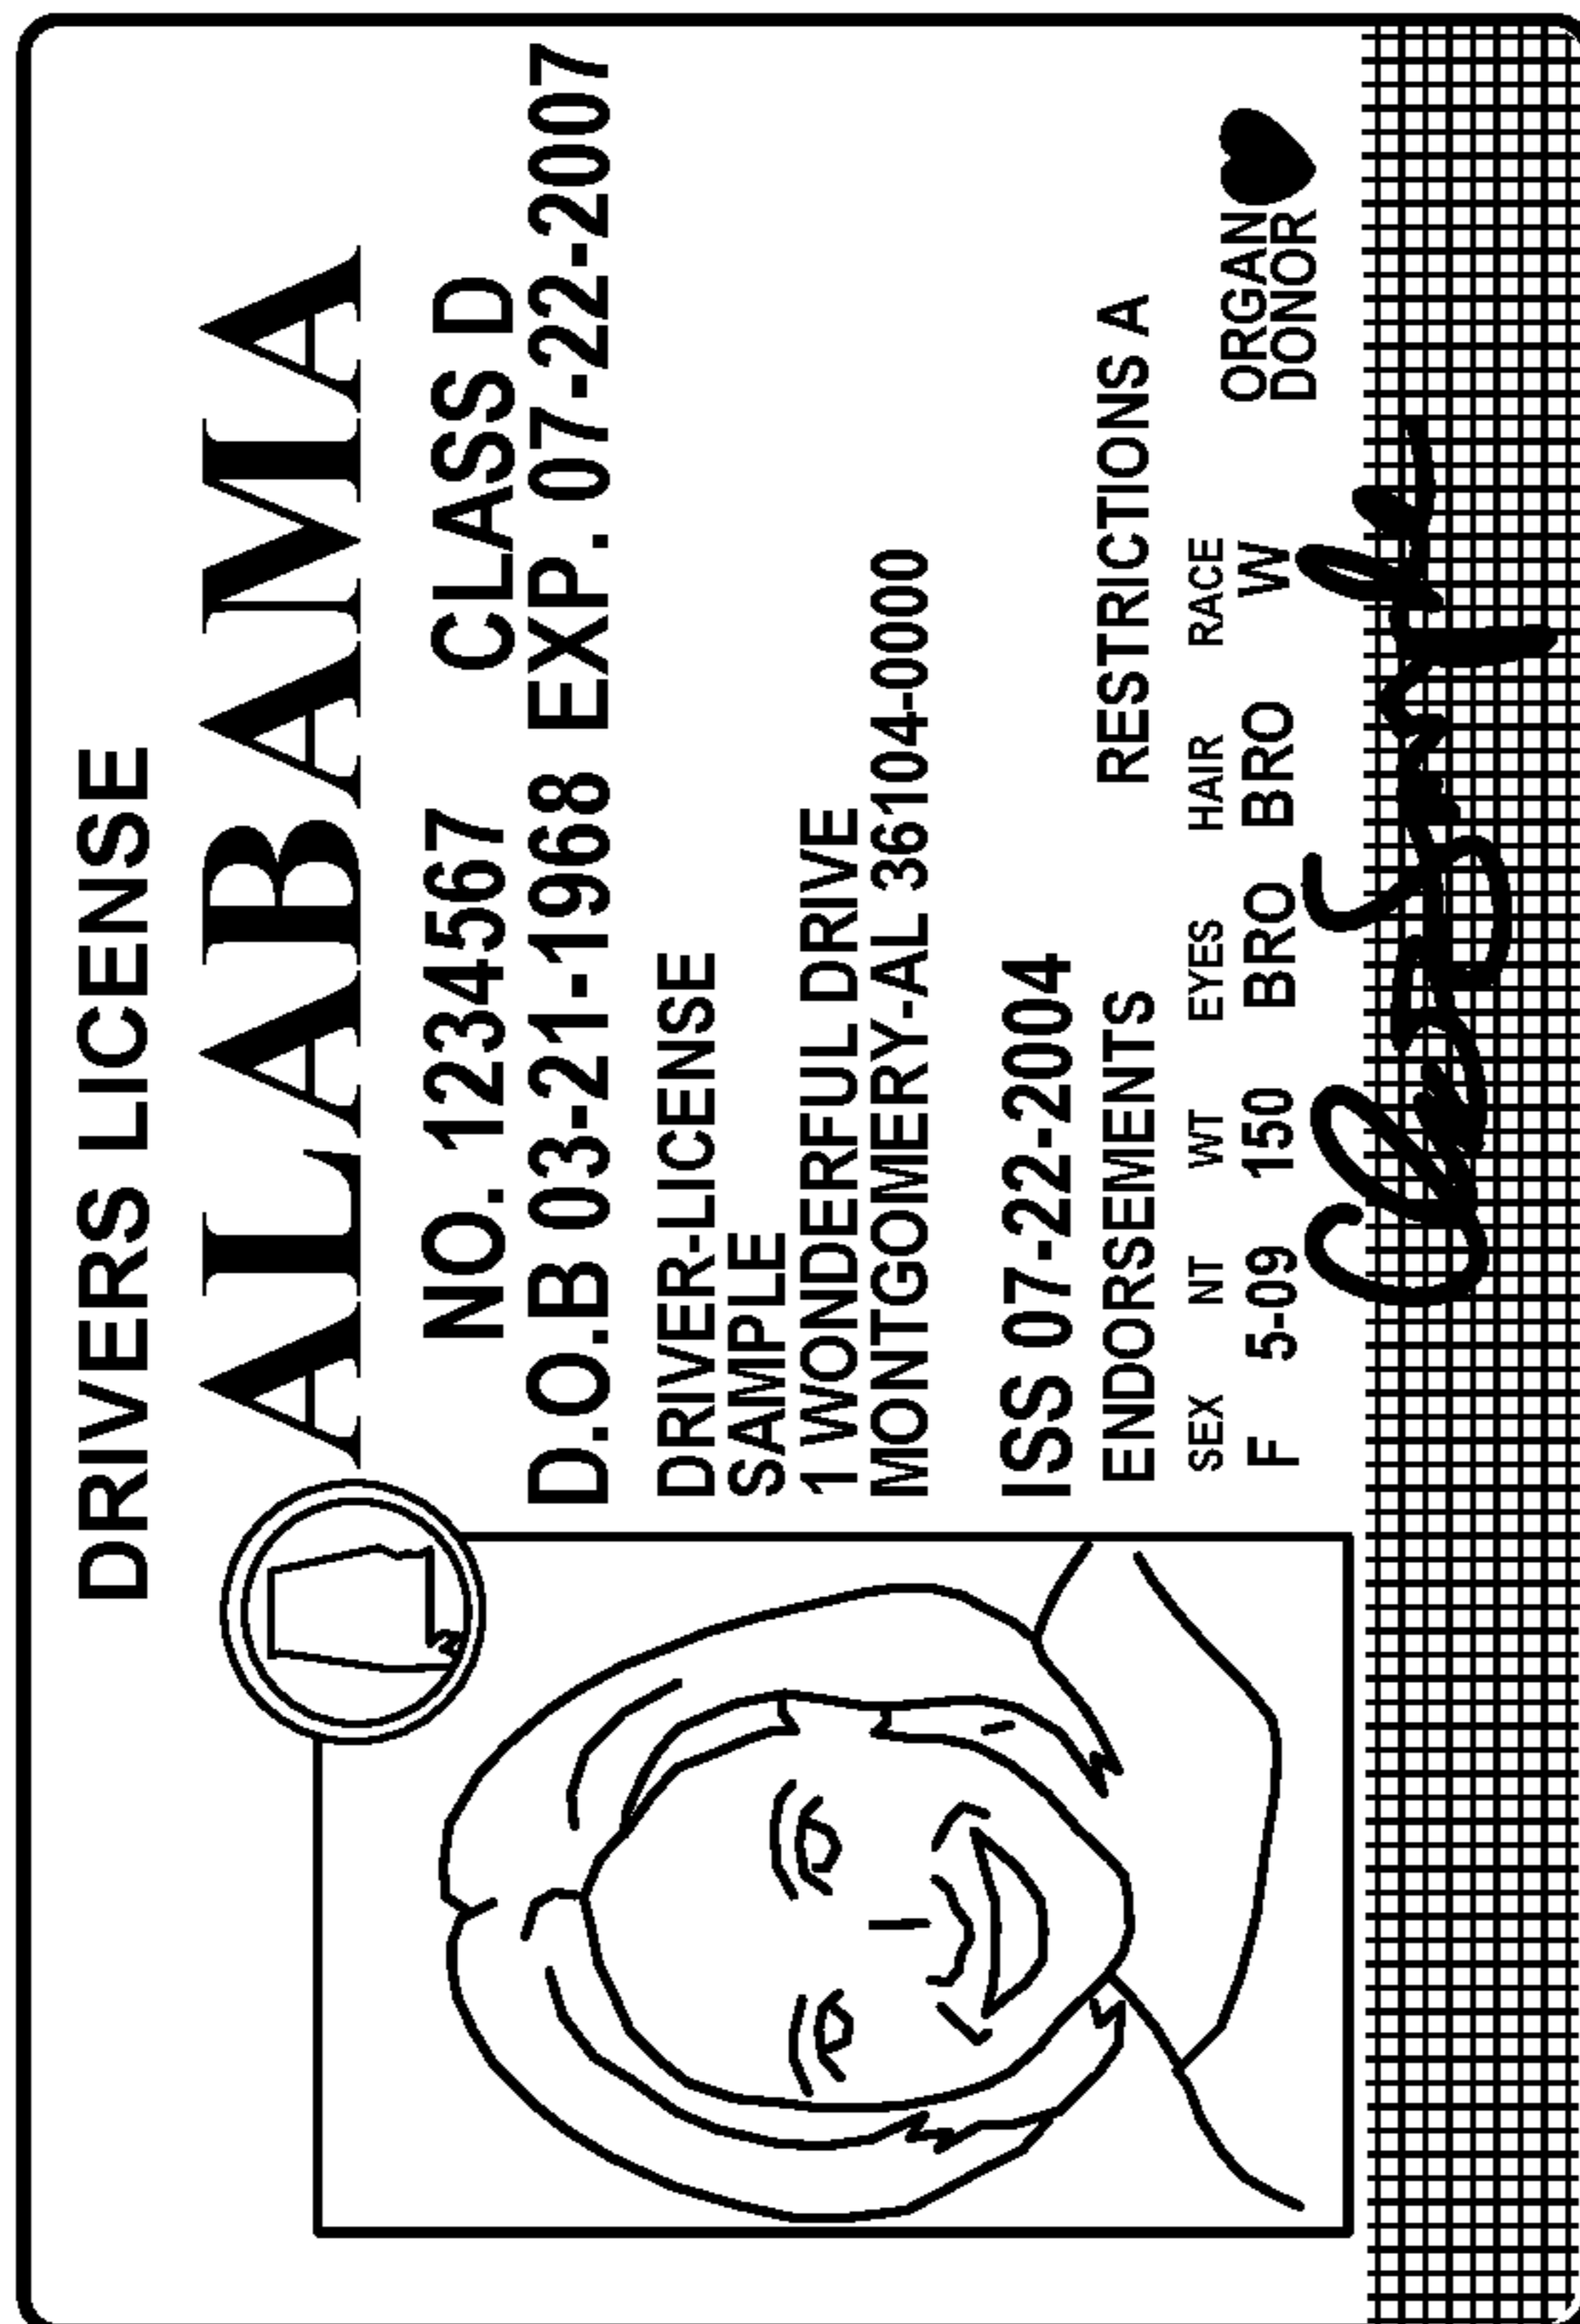 DRIVERS LICENSE
ALABAMA
NO. 1234567 CLASS D
D.O.B 03-21-1968 EXP. 07-22-2007
DRIVER-LICENSE
SAMPLE
1 WONDERFUL DRIVE
MONTGOMERY-AL 36104-0000
ISS 07-22-2004
ENDORSEMENTS RESTRICTIONS A
SEX NT WT EYES HAIR RACE
F 5-09 150 BRO BRO W
ORGAN
DONOR